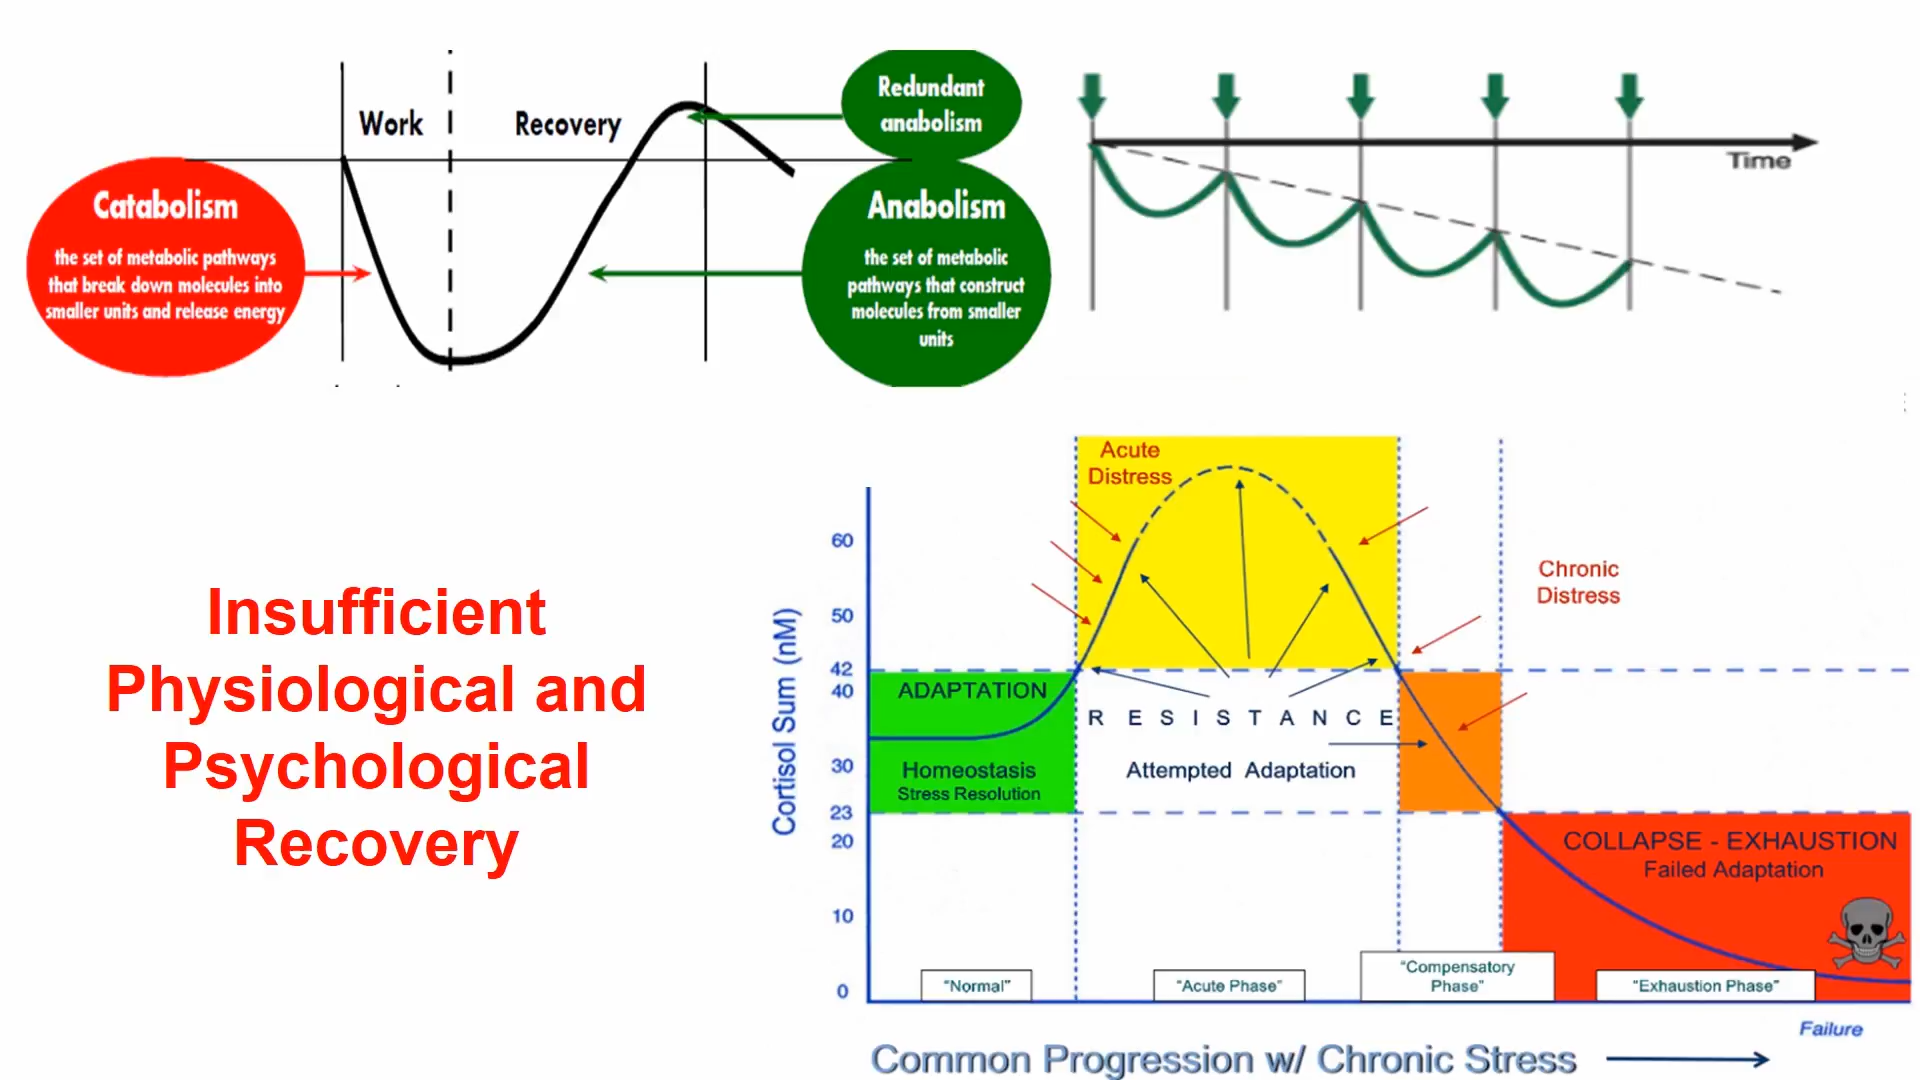 Work
Recovery
Redundant
anabolism
Catabolism
the set of metabolic pathways
that break down molecules into
smaller units and release energy
Anabolism
the set of metabolic
pathways that construct
molecules from smaller
units
Time
Insufficient
Physiological and
Psychological
Recovery
Acute
Distress
Chronic
Distress
Cortisol Sum (nM)
60
50
42
40
30
23
20
10
0
ADAPTATION
Homeostasis
Stress Resolution
R E S I S T A N C E
Attempted Adaptation
COLLAPSE - EXHAUSTION
Failed Adaptation
"Normal"
"Acute Phase"
"Compensatory
Phase"
"Exhaustion Phase"
Failure
Common Progression w/ Chronic Stress